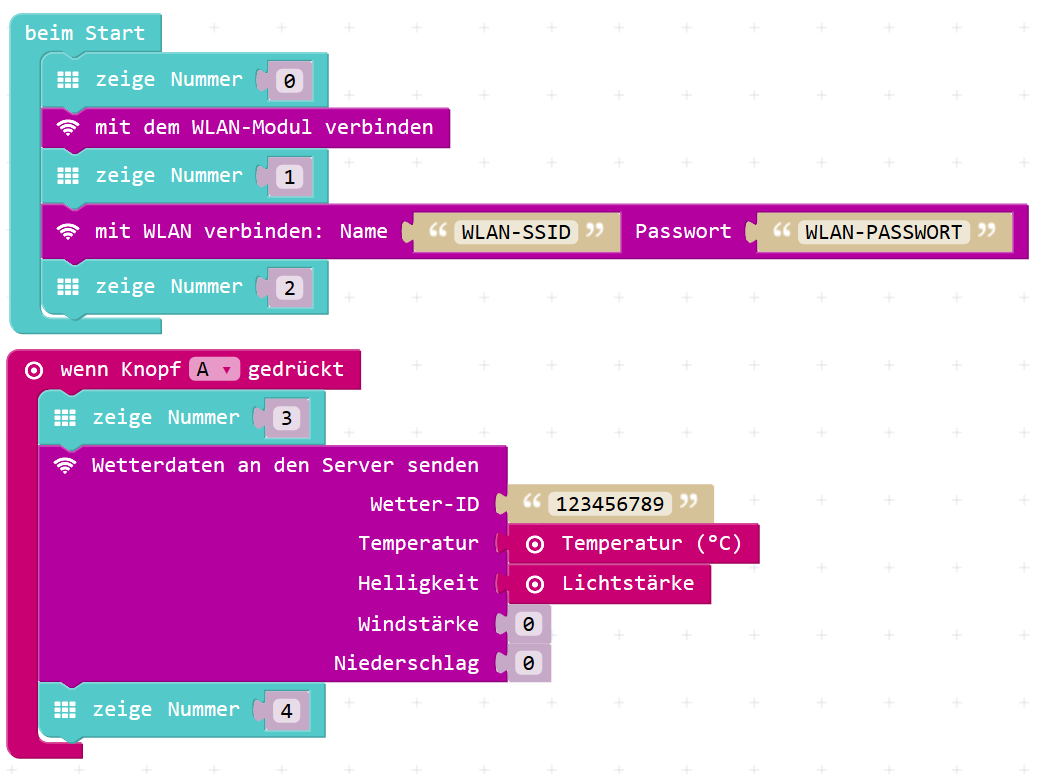 beim Start
zeige Nummer 0
mit dem WLAN-Modul verbinden
zeige Nummer 1
mit WLAN verbinden: Name “ WLAN-SSID ” Passwort “ WLAN-PASSWORT ”
zeige Nummer 2
wenn Knopf A ▾ gedrückt
zeige Nummer 3
Wetterdaten an den Server senden
Wetter-ID “ 123456789 ”
Temperatur Temperatur (°C)
Helligkeit Lichtstärke
Windstärke 0
Niederschlag 0
zeige Nummer 4